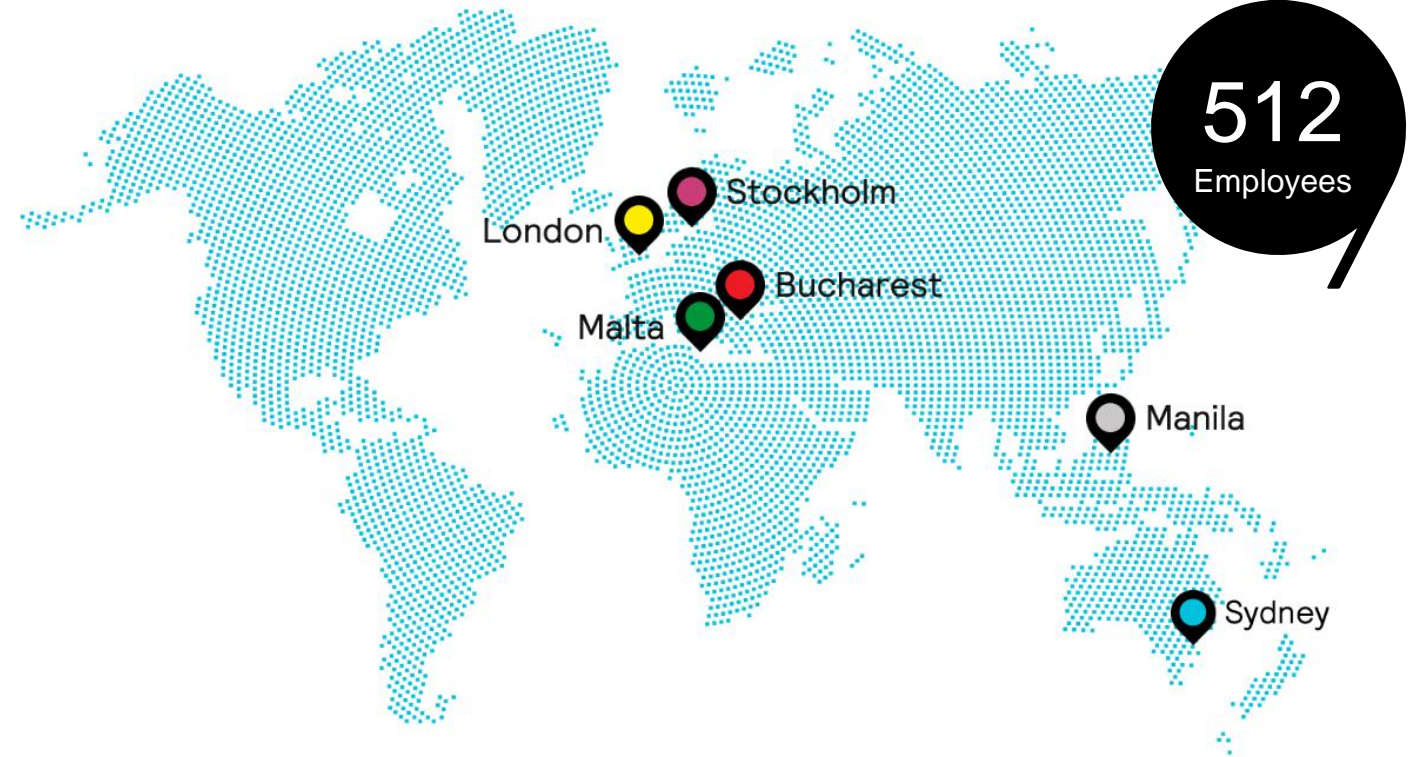 512
Employees
Stockholm
London
Bucharest
Malta
Manila
Sydney